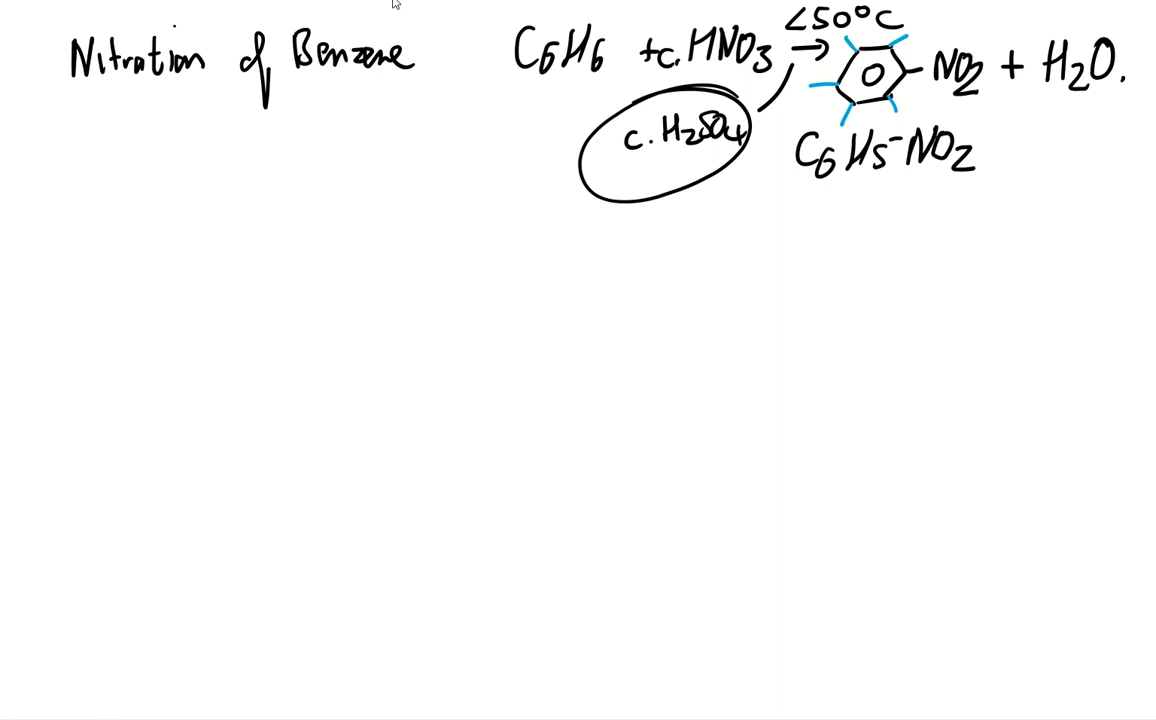 Nitration of Benzene
<50°C
C6H6 + c. HNO3 → -NO2 + H2O.
c. H2SO4
C6H5-NO2